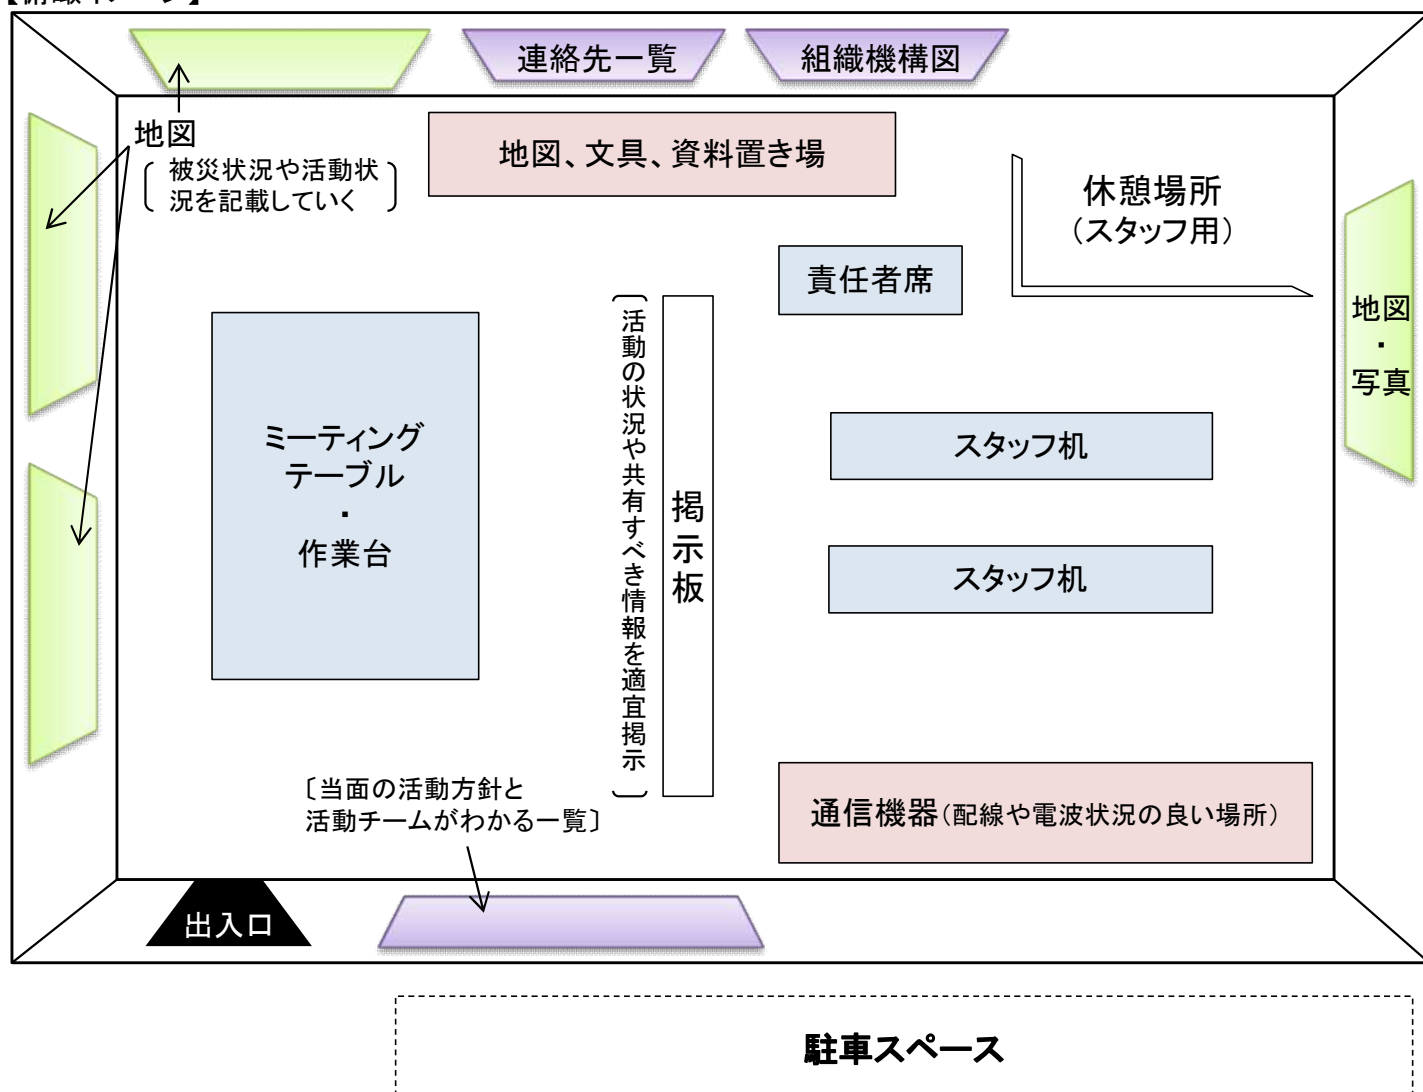 連絡先一覧
組織機構図
地図
〔被災状況や活動状
況を記載していく〕
地図、文具、資料置き場
休憩場所
(スタッフ用)
責任者席
地図
・
写真
ミーティング
テーブル
・
作業台
〔活動の状況や共有すべき情報を適宜掲示〕
掲示板
スタッフ机
スタッフ机
〔当面の活動方針と
活動チームがわかる一覧〕
通信機器(配線や電波状況の良い場所)
出入口
駐車スペース